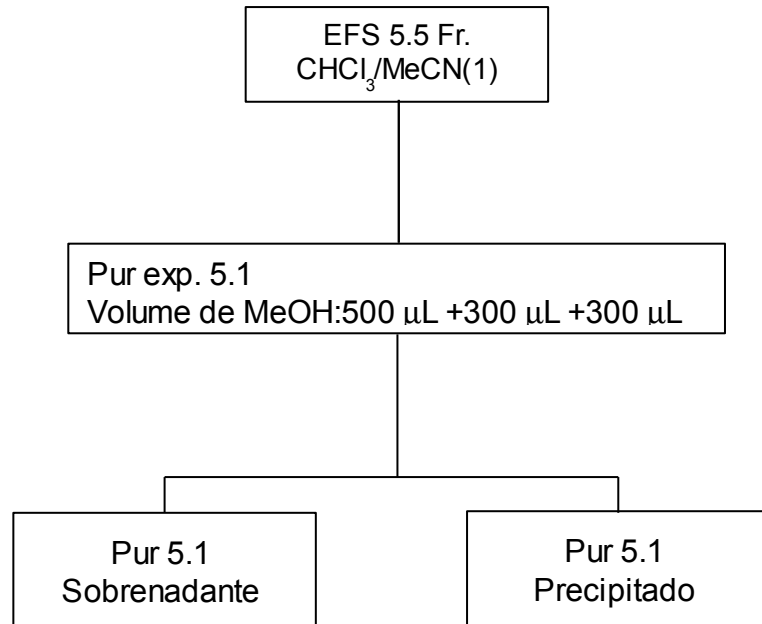 EFS 5.5 Fr.
CHCl₃/MeCN(1)
Pur exp. 5.1
Volume de MeOH:500 μL +300 μL +300 μL
Pur 5.1
Sobrenadante
Pur 5.1
Precipitado